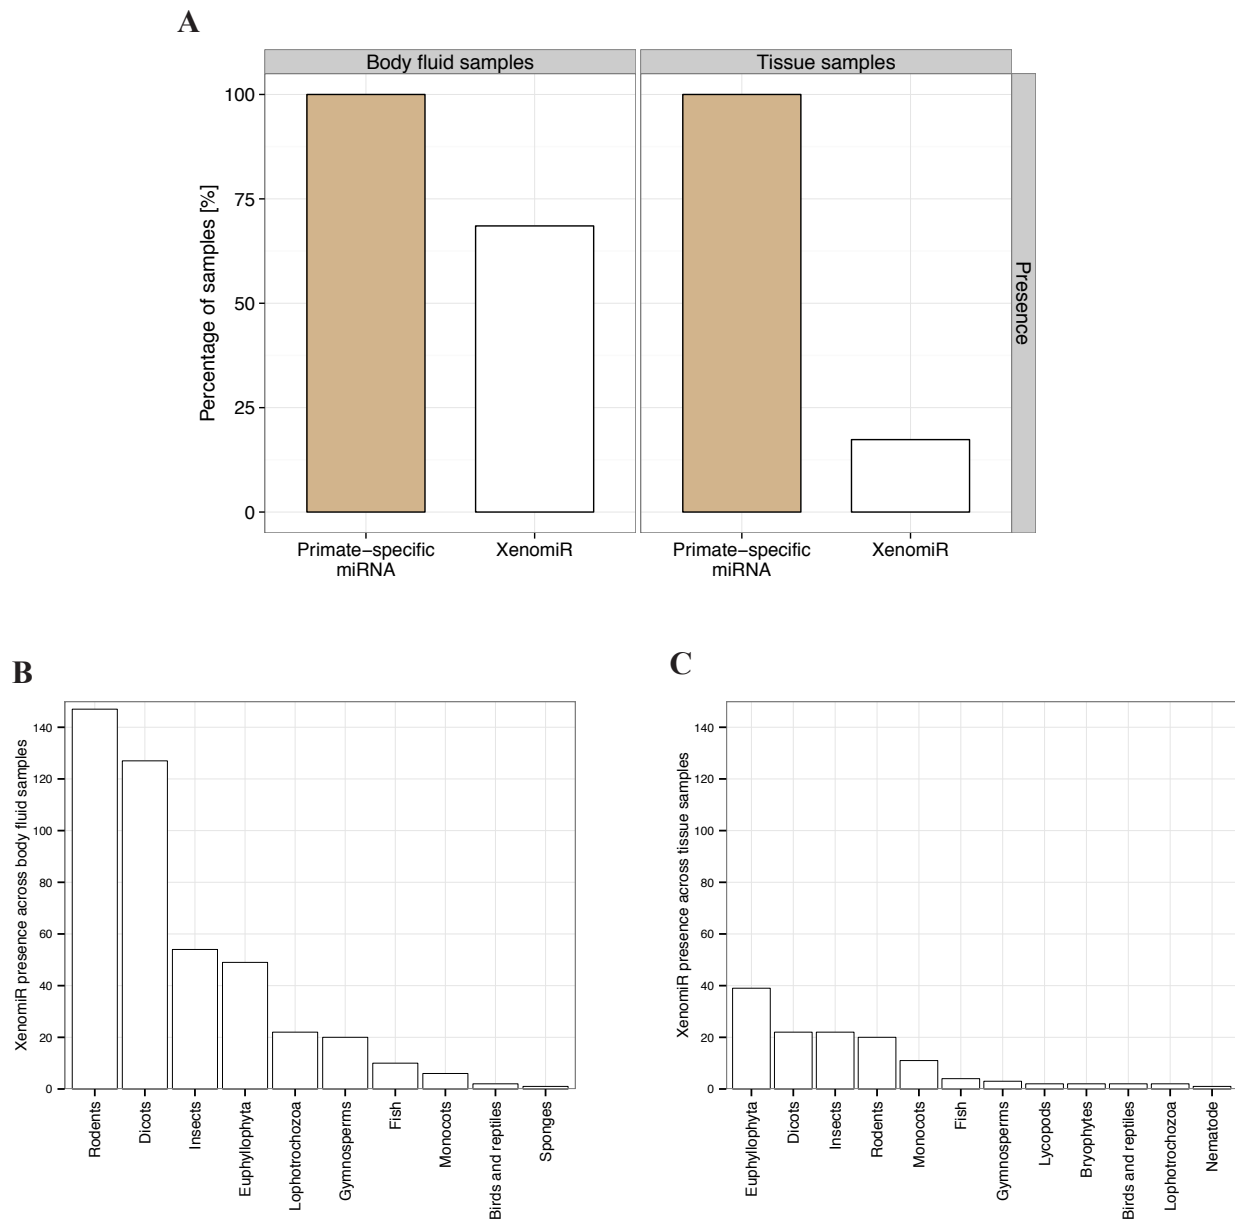 A
Body fluid samples
Tissue samples
Percentage of samples [%]
100
75
50
25
0
Presence
Primate-specific
miRNA
XenomiR
Primate-specific
miRNA
XenomiR
B
XenomiR presence across body fluid samples
140
120
100
80
60
40
20
0
Rodents
Dicots
Insects
Euphyllophyta
Lophotrochozoa
Gymnosperms
Fish
Monocots
Birds and reptiles
Sponges
C
XenomiR presence across tissue samples
140
120
100
80
60
40
20
0
Euphyllophyta
Dicots
Insects
Rodents
Monocots
Fish
Gymnosperms
Lycopods
Bryophytes
Birds and reptiles
Lophotrochozoa
Nematode